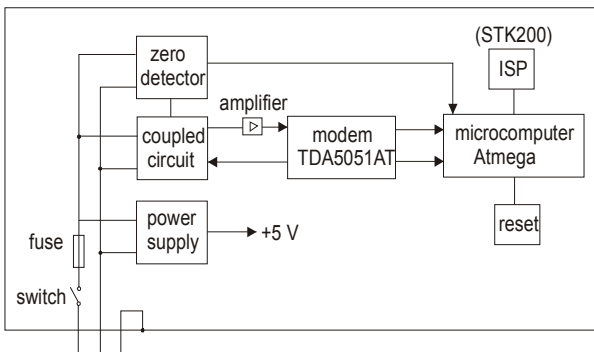 (STK200)
ISP
zero
detector
amplifier
coupled
circuit
modem
TDA5051AT
microcomputer
Atmega
power
supply
+5 V
reset
fuse
switch